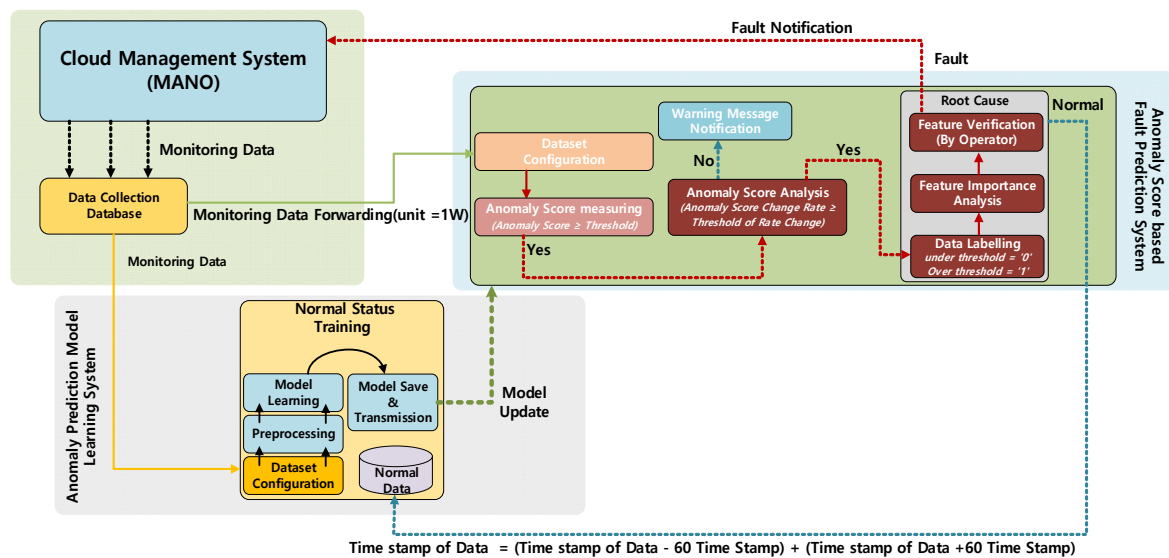 Cloud Management System
(MANO)
Monitoring Data
Data Collection
Database
Monitoring Data Forwarding(unit =1W)
Monitoring Data
Fault Notification
Fault
Normal
Anomaly Score based
Fault Prediction System
Dataset
Configuration
Anomaly Score measuring
(Anomaly Score ≥ Threshold)
Yes
Warning Message
Notification
No
Yes
Anomaly Score Analysis
(Anomaly Score Change Rate ≥
Threshold of Rate Change)
Root Cause
Feature Verification
(By Operator)
Feature Importance
Analysis
Data Labelling
under threshold = '0'
Over threshold = '1'
Anomaly Prediction Model
Learning System
Normal Status
Training
Model
Learning
Model Save
&
Transmission
Preprocessing
Dataset
Configuration
Normal
Data
Model
Update
Time stamp of Data = (Time stamp of Data - 60 Time Stamp) + (Time stamp of Data +60 Time Stamp)